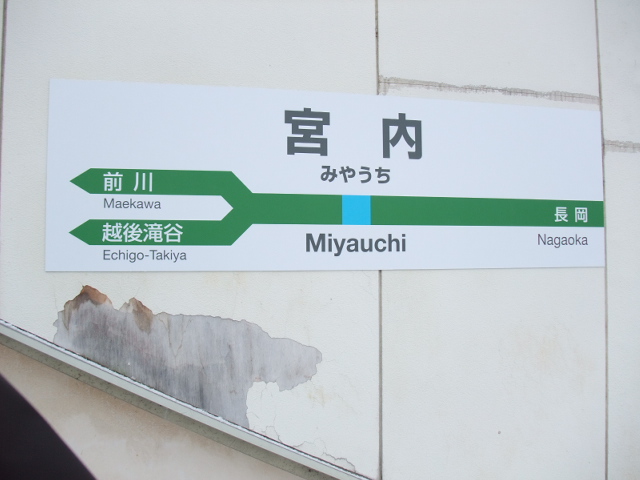 宮内
みやうち
前川
Maekawa
越後滝谷
Echigo-Takiya
Miyauchi
長岡
Nagaoka